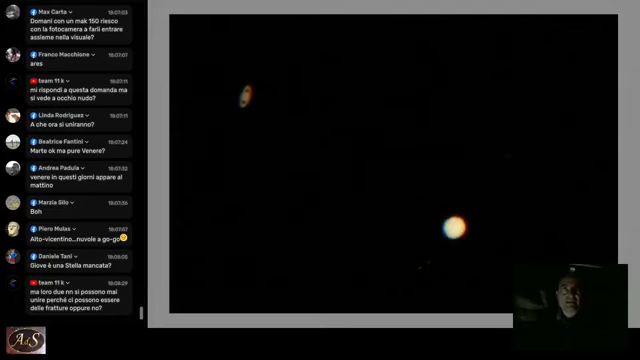 Max Carta 18:07:03
Domani con un mak 150 riesco
con la fotocamera a farli entrare
assieme nella visuale?
Franco Macchione 18:07:07
ares
team 11 k 18:07:11
mi rispondi a questa domanda ma
si vede a occhio nudo?
Linda Rodriguez 18:07:11
A che ora si uniranno?
Beatrice Fantini 18:07:24
Marte ok ma pure Venere?
Andrea Padula 18:07:32
venere in questi giorni appare al
mattino
Marzia Silo 18:07:36
Boh
Piero Mulas 18:07:57
Alto-vicentino...nuvole a go-go
Daniele Tani 18:08:05
Giove è una Stella mancata?
team 11 k 18:08:29
ma loro due nn si possono mai
unire perché ci possono essere
delle fratture oppure no?
AdS